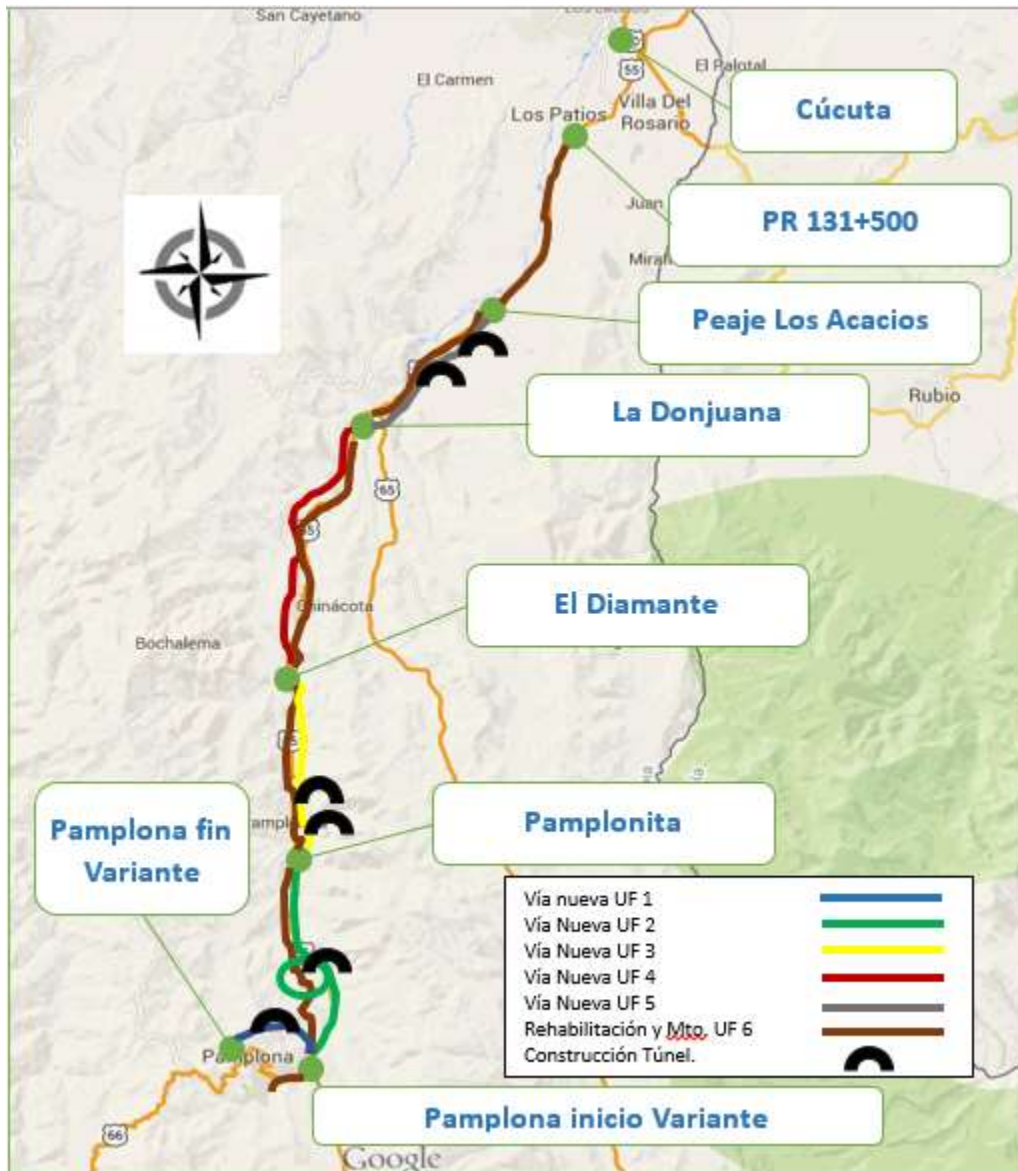 San Cayetano
El Palotal
El Carmen
55
Cúcuta
Los Patios
Villa Del
Rosario
PR 131+500
Juan
Peaje Los Acacios
Rubio
La Donjuana
65
El Diamante
Chinácota
Bochalema
Pamplona fin
Variante
Pamplonita
Vía nueva UF 1
Vía Nueva UF 2
Vía Nueva UF 3
Vía Nueva UF 4
Vía Nueva UF 5
Rehabilitación y Mto. UF 6
Construcción Túnel.
Pamplona
Pamplona inicio Variante
66
Google